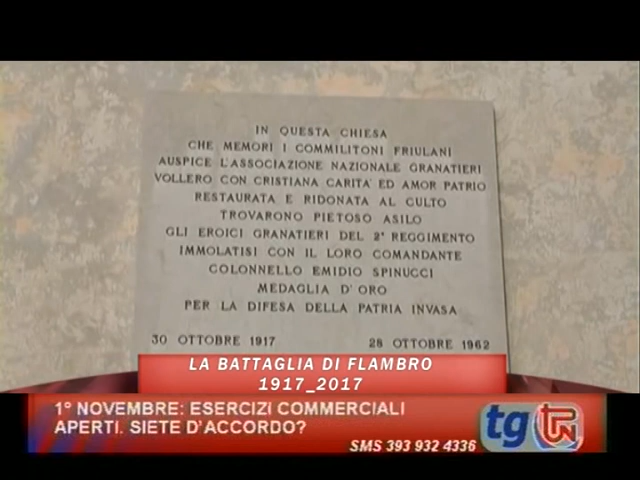 IN QUESTA CHIESA
CHE MEMORI I COMMILITONI FRIULANI
AUSPICE L'ASSOCIAZIONE NAZIONALE GRANATIERI
VOLLERO CON CRISTIANA CARITA' ED AMOR PATRIO
RESTAURATA E RIDONATA AL CULTO
TROVARONO PIETOSO ASILO
GLI EROICI GRANATIERI DEL 2° REGGIMENTO
IMMOLATISI CON IL LORO COMANDANTE
COLONNELLO EMIDIO SPINUCCI
MEDAGLIA D'ORO
PER LA DIFESA DELLA PATRIA INVASA
30 OTTOBRE 1917 28 OTTOBRE 1962
LA BATTAGLIA DI FLAMBRO
1917_2017
1° NOVEMBRE: ESERCIZI COMMERCIALI
APERTI. SIETE D'ACCORDO?
SMS 393 932 4336
tg TPN